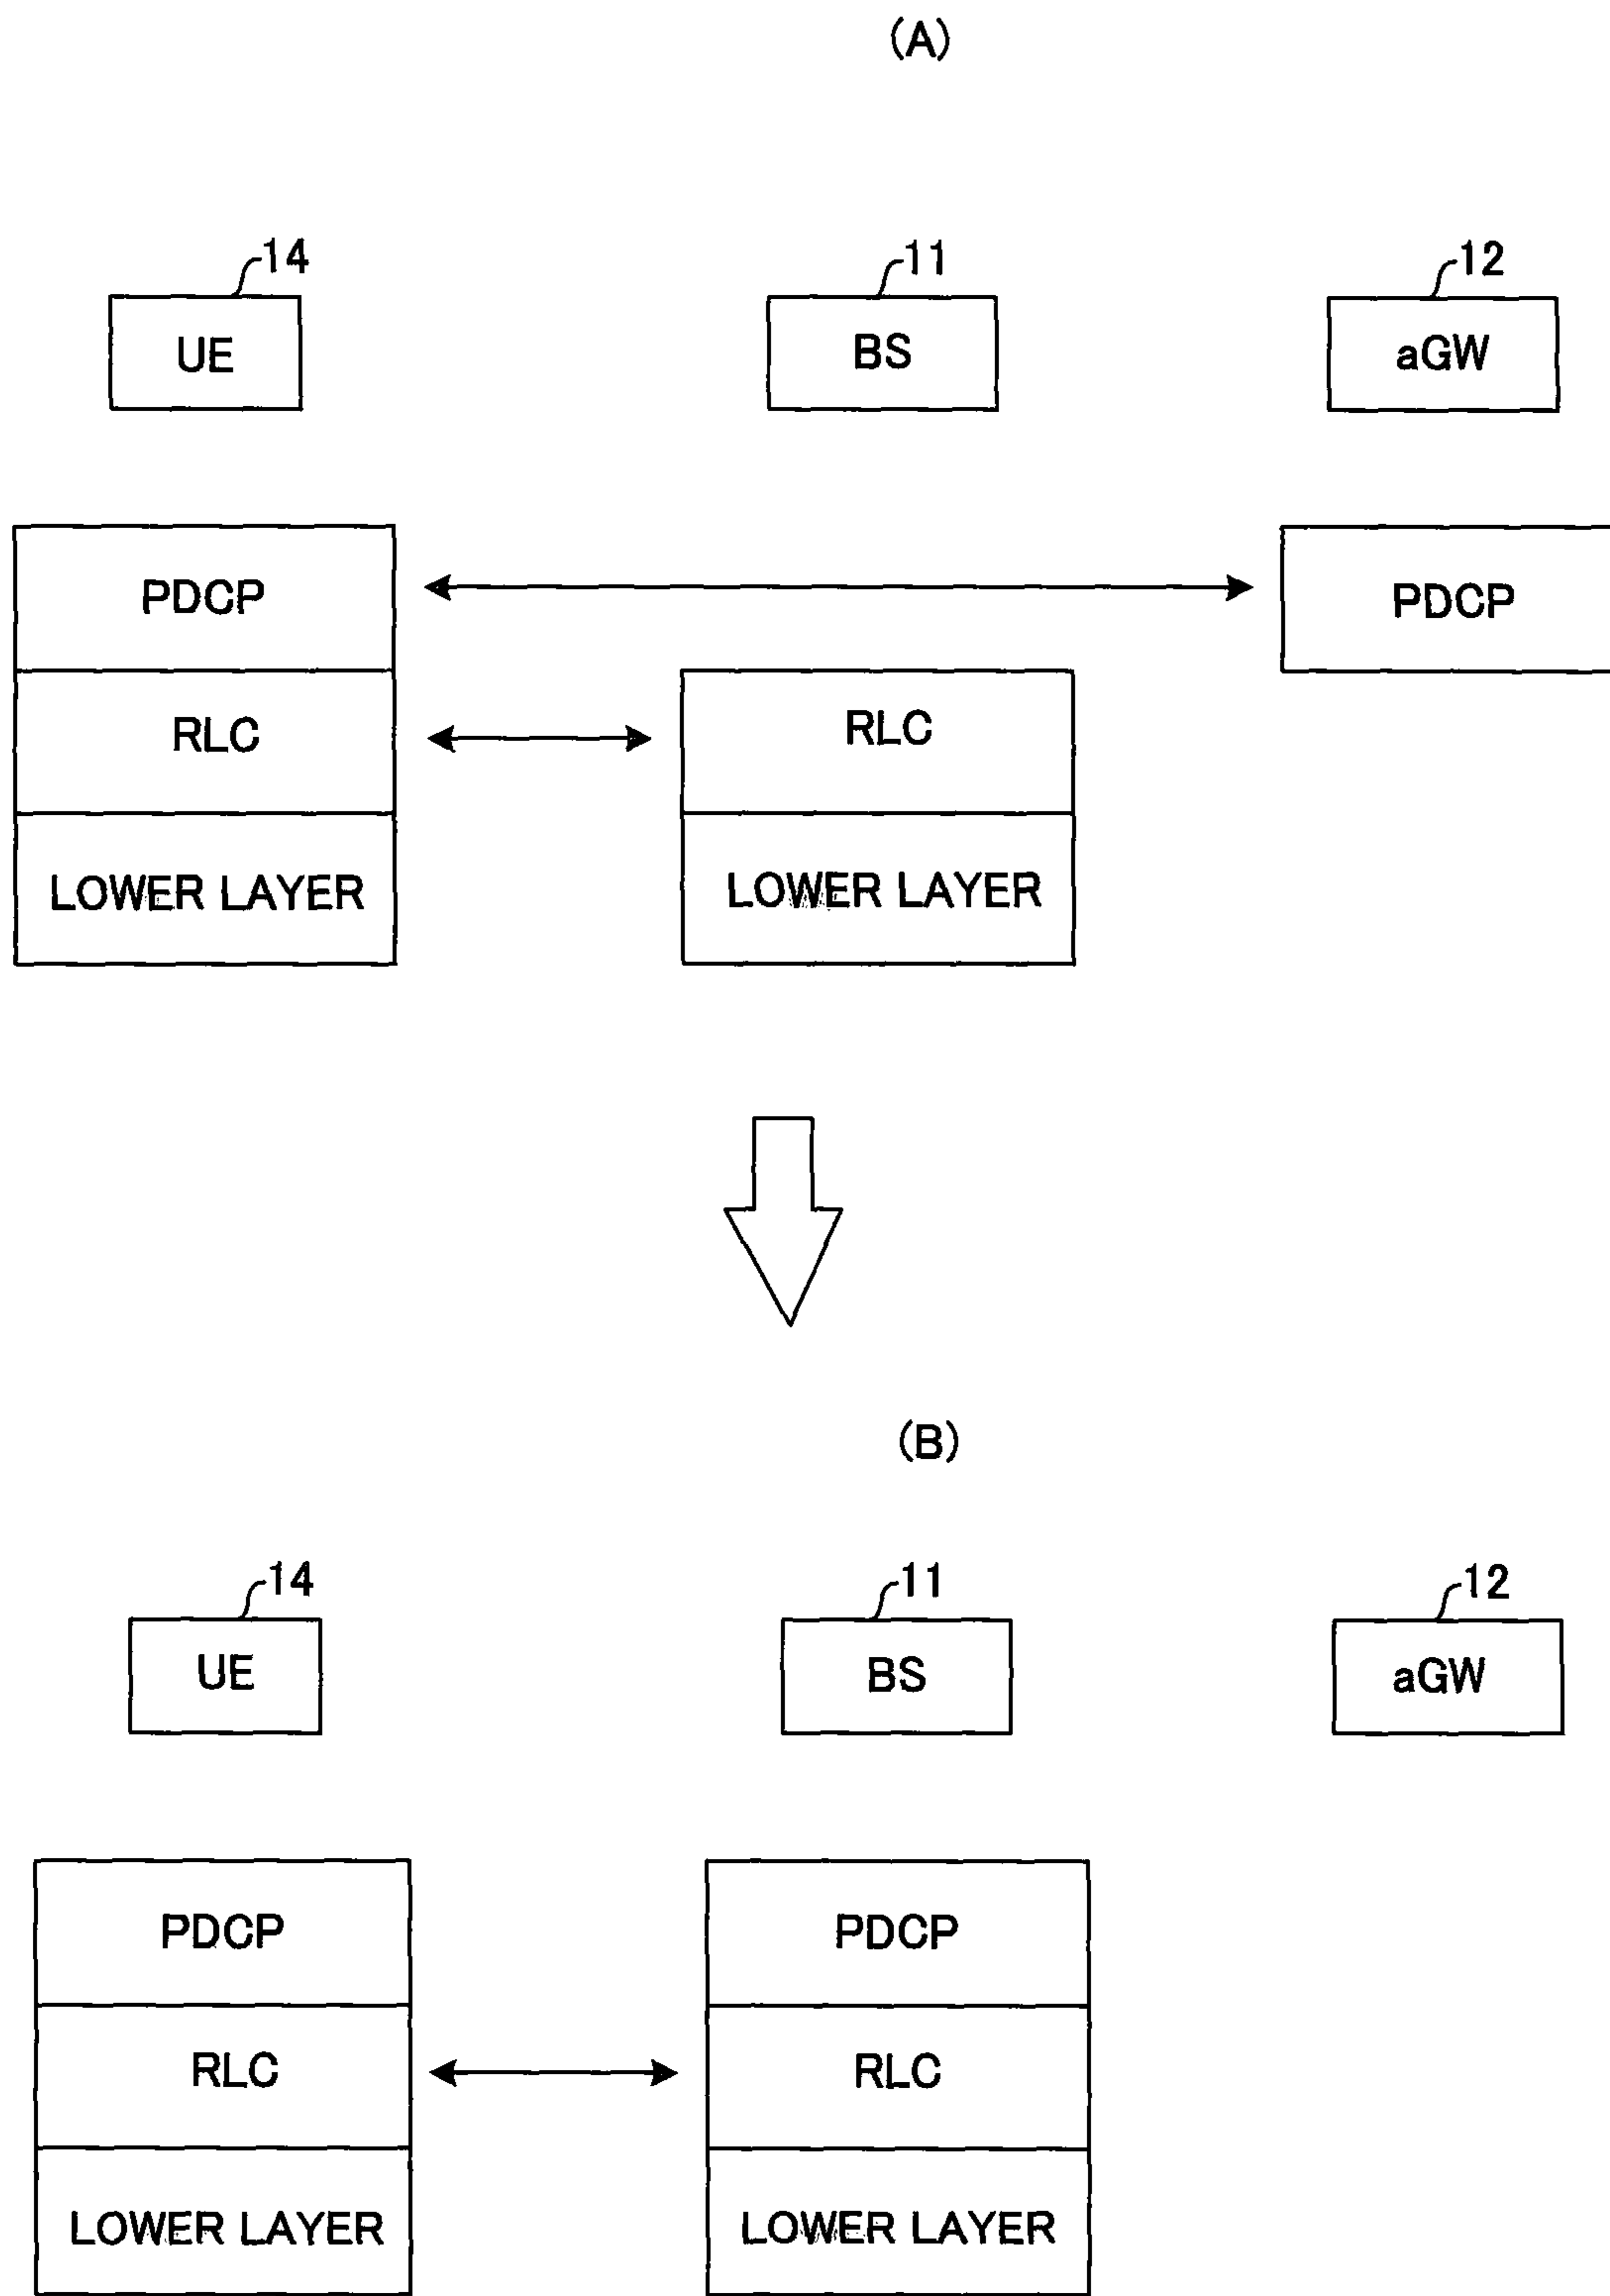 (A)
14
11
12
UE
BS
aGW
PDCP
PDCP
RLC
RLC
LOWER LAYER
LOWER LAYER
(B)
14
11
12
UE
BS
aGW
PDCP
PDCP
RLC
RLC
LOWER LAYER
LOWER LAYER